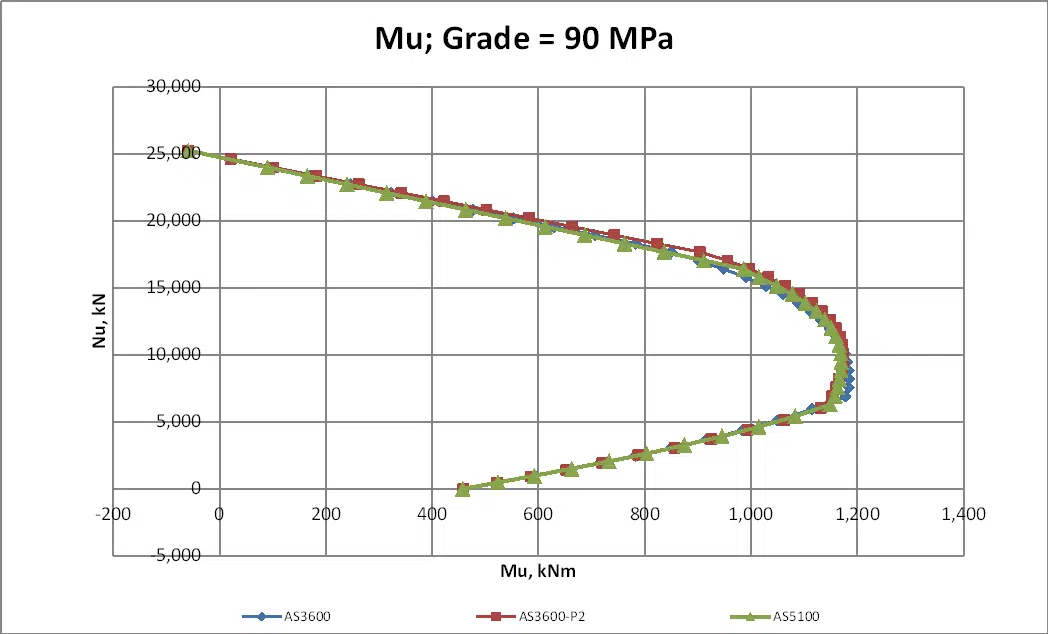 Mu; Grade = 90 MPa
30,000
25,000
20,000
15,000
10,000
5,000
0
-5,000
Nu, kN
-200 0 200 400 600 800 1,000 1,200 1,400
Mu, kNm
AS3600 AS3600-P2 AS5100